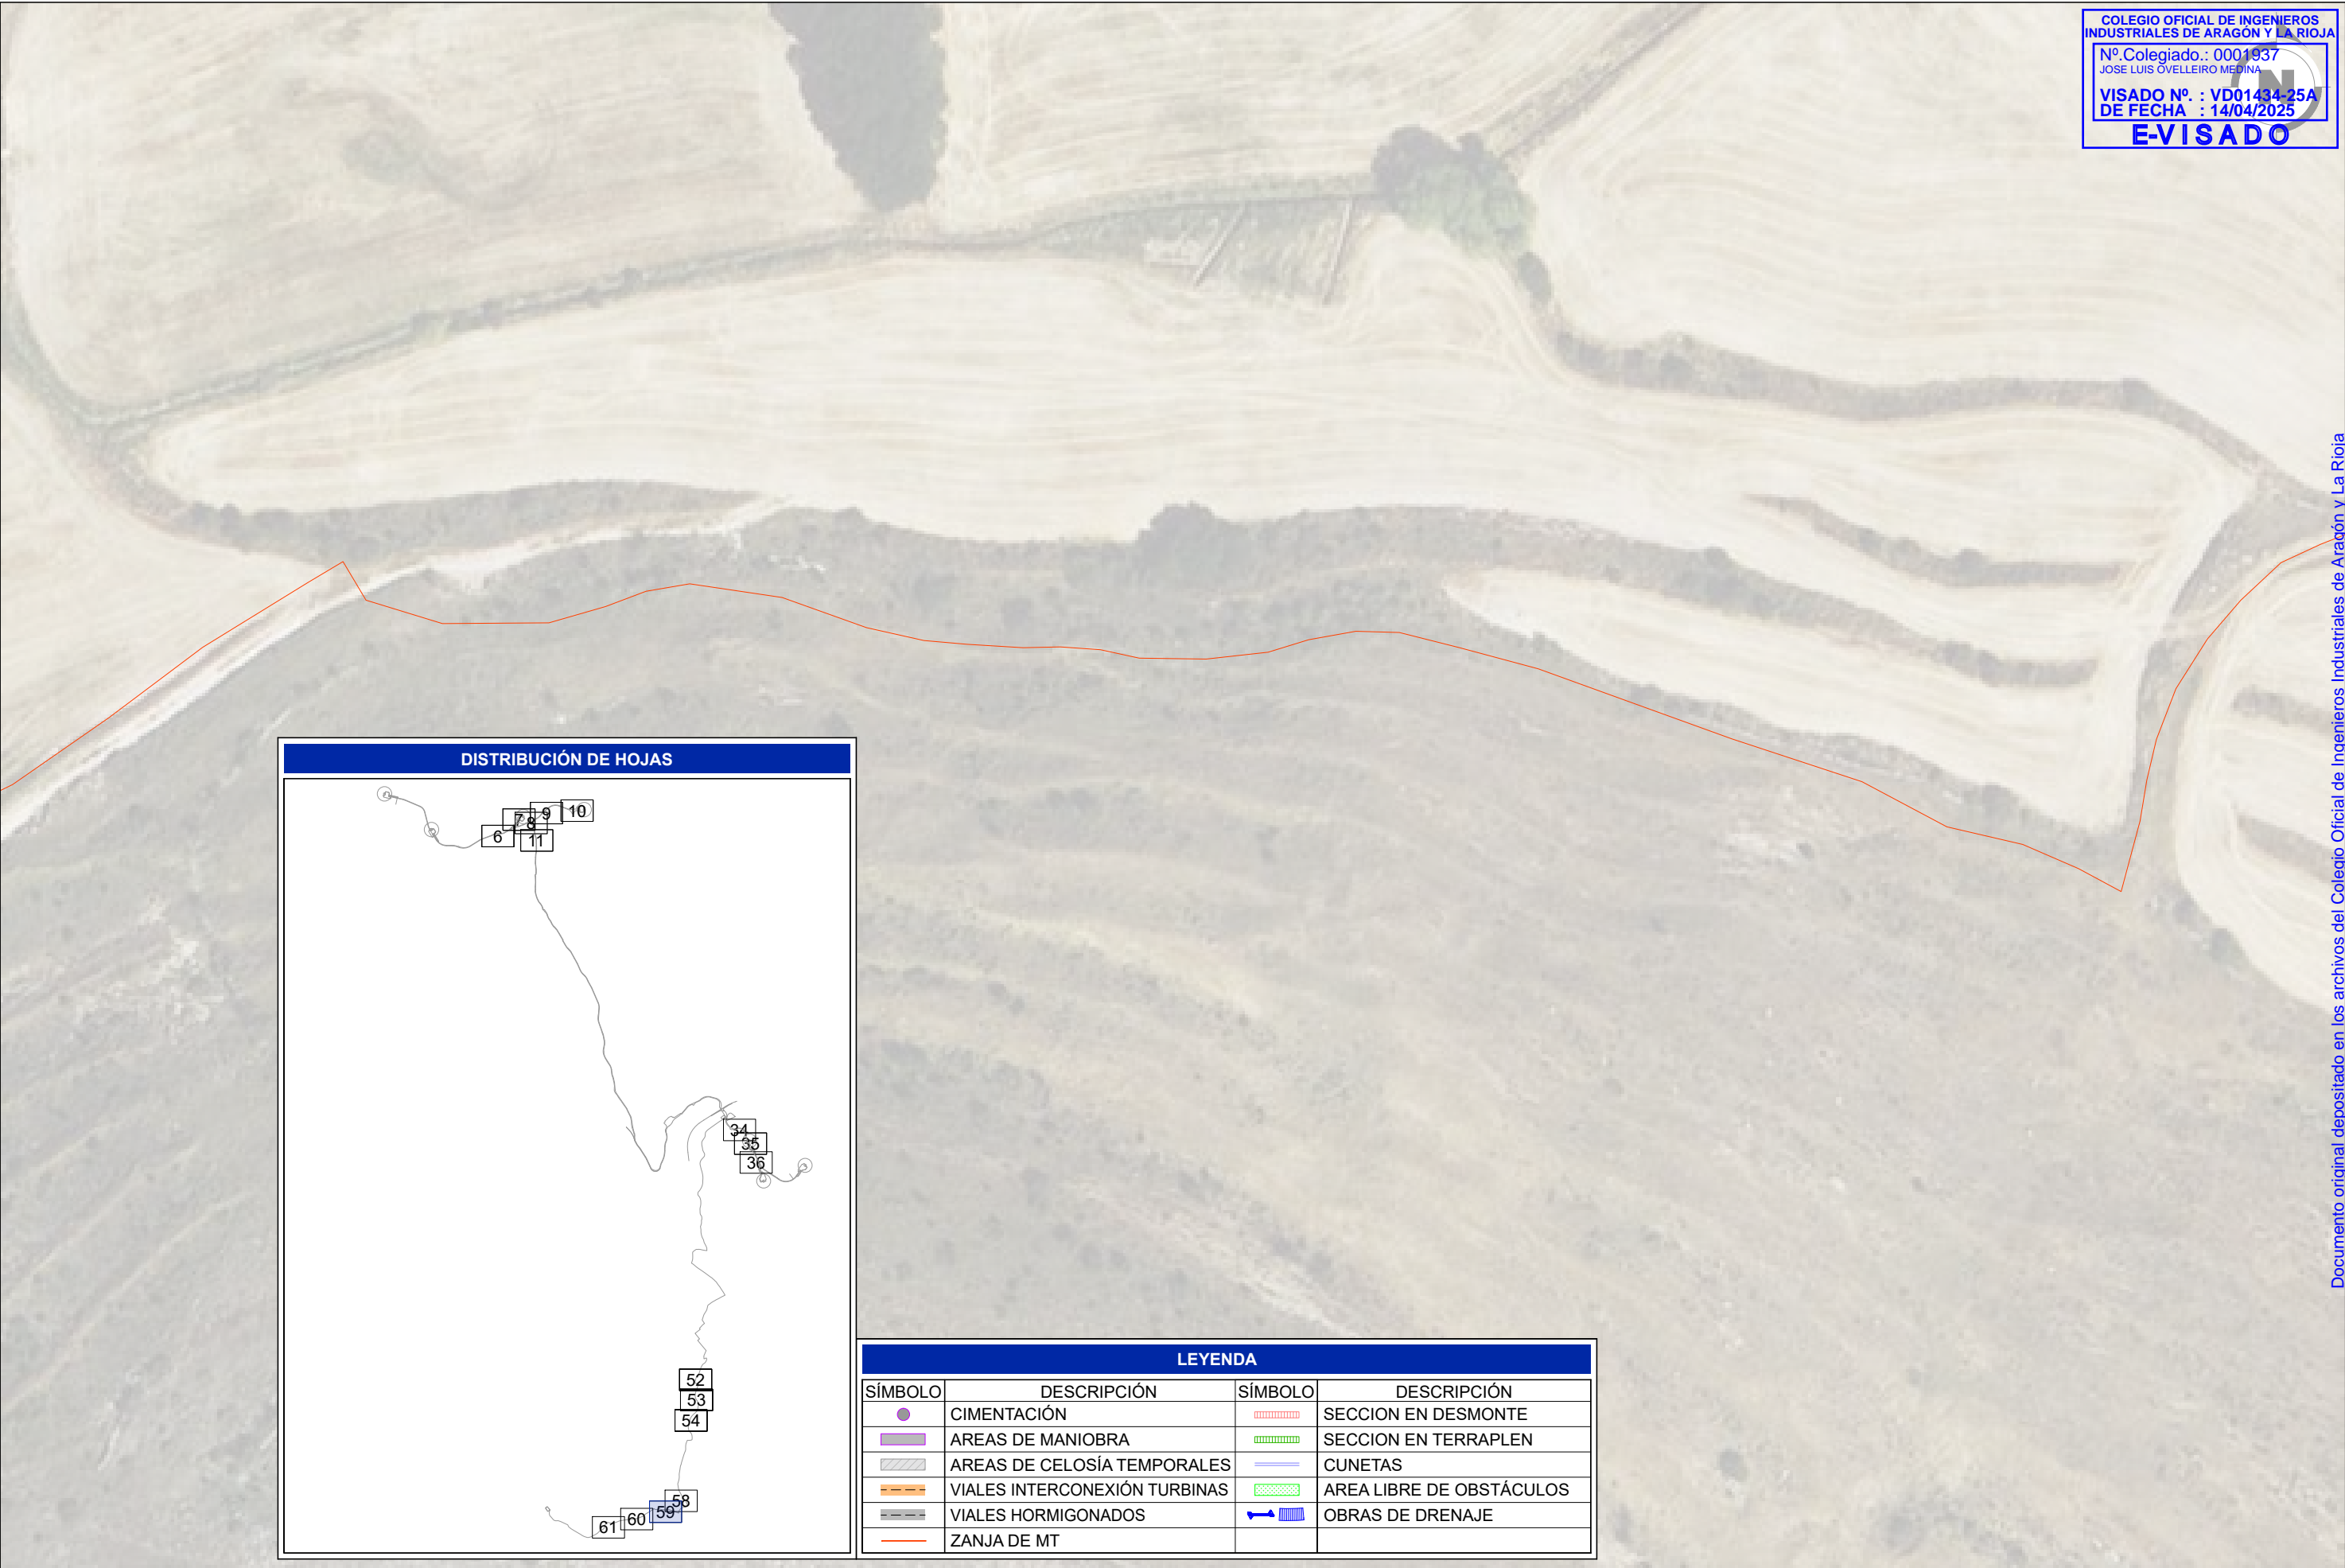 COLEGIO OFICIAL DE INGENIEROS
INDUSTRIALES DE ARAGÓN Y LA RIOJA
Nº.Colegiado.: 0001937
JOSE LUIS OVELLEIRO MEDINA
VISADO Nº. : VD01434-25A
DE FECHA : 14/04/2025
E-VISADO
N
Documento original depositado en los archivos del Colegio Oficial de Ingenieros Industriales de Aragón y La Rioja
DISTRIBUCIÓN DE HOJAS
6
7
8
9
10
11
34
35
36
52
53
54
58
59
60
61
LEYENDA
SÍMBOLO DESCRIPCIÓN SÍMBOLO DESCRIPCIÓN
CIMENTACIÓN SECCION EN DESMONTE
AREAS DE MANIOBRA SECCION EN TERRAPLEN
AREAS DE CELOSÍA TEMPORALES CUNETAS
VIALES INTERCONEXIÓN TURBINAS AREA LIBRE DE OBSTÁCULOS
VIALES HORMIGONADOS OBRAS DE DRENAJE
ZANJA DE MT